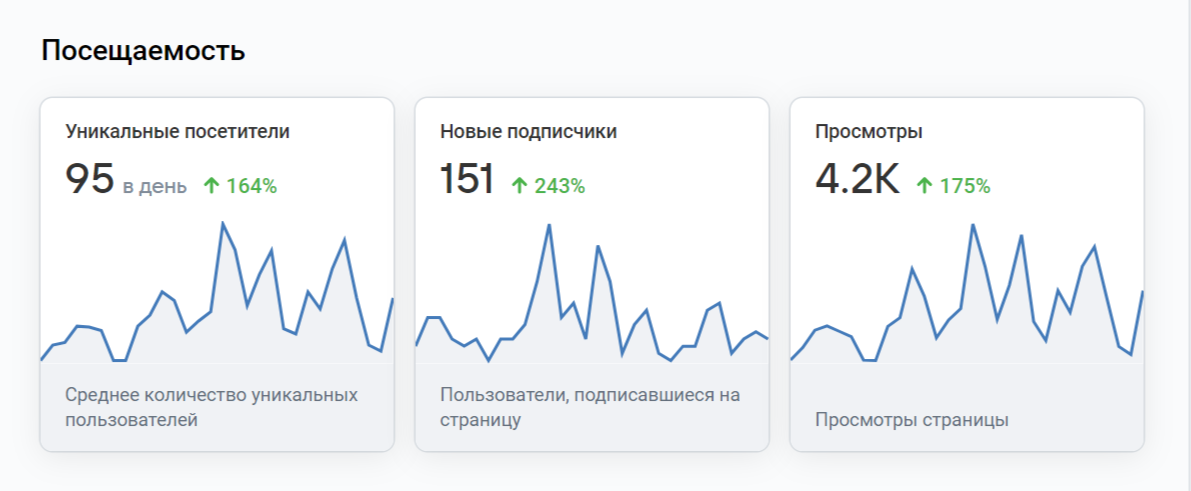 Посещаемость
Уникальные посетители
95 в день ↑ 164%
Среднее количество уникальных
пользователей
Новые подписчики
151 ↑ 243%
Пользователи, подписавшиеся на
страницу
Просмотры
4.2K ↑ 175%
Просмотры страницы